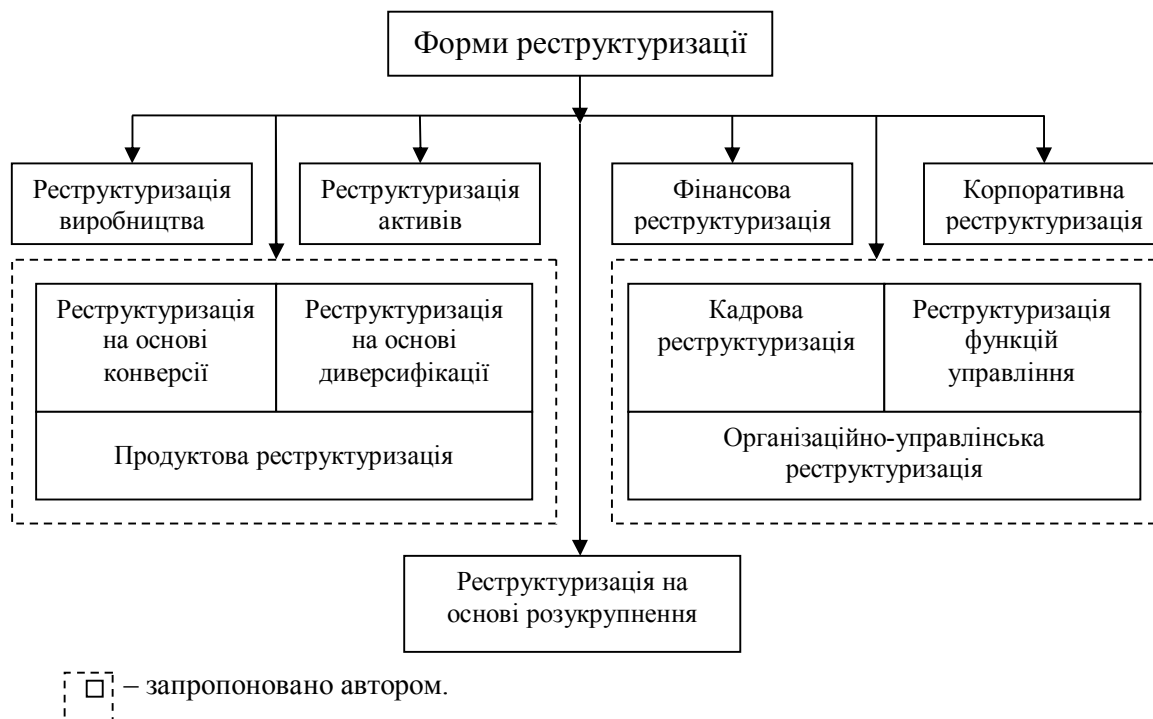 Форми реструктуризації
Реструктуризація
виробництва
Реструктуризація
активів
Фінансова
реструктуризація
Корпоративна
реструктуризація
Реструктуризація
на основі
конверсії
Реструктуризація
на основі
диверсифікації
Продуктова реструктуризація
Кадрова
реструктуризація
Реструктуризація
функцій
управління
Організаційно-управлінська
реструктуризація
Реструктуризація на
основі розукрупнення
– запропоновано автором.